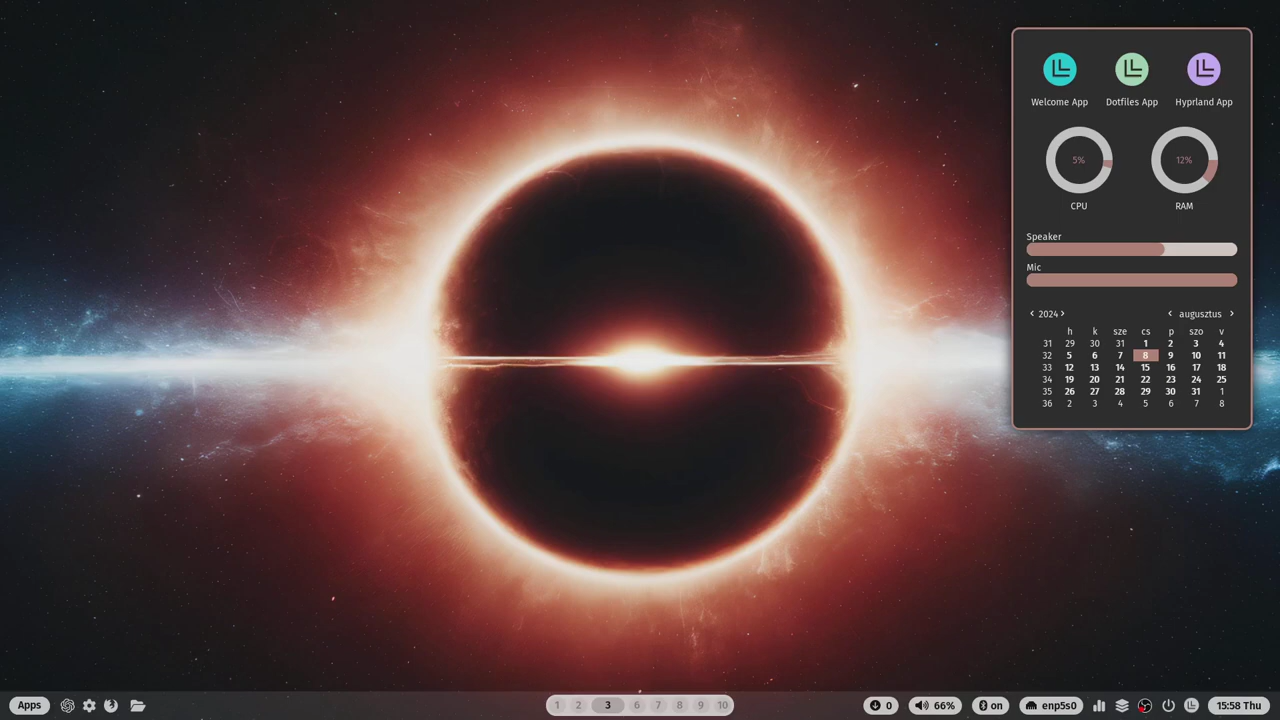 Welcome App Dotfiles App Hyprland App
5% 12%
CPU RAM
Speaker
Mic
2024 augusztus
h k sze cs p szo v
31 29 30 31 1 2 3 4
32 5 6 7 8 9 10 11
33 12 13 14 15 16 17 18
34 19 20 21 22 23 24 25
35 26 27 28 29 30 31 1
36 2 3 4 5 6 7 8
Apps 1 2 3 6 7 8 9 10 0 66% on enp5s0 15:58 Thu